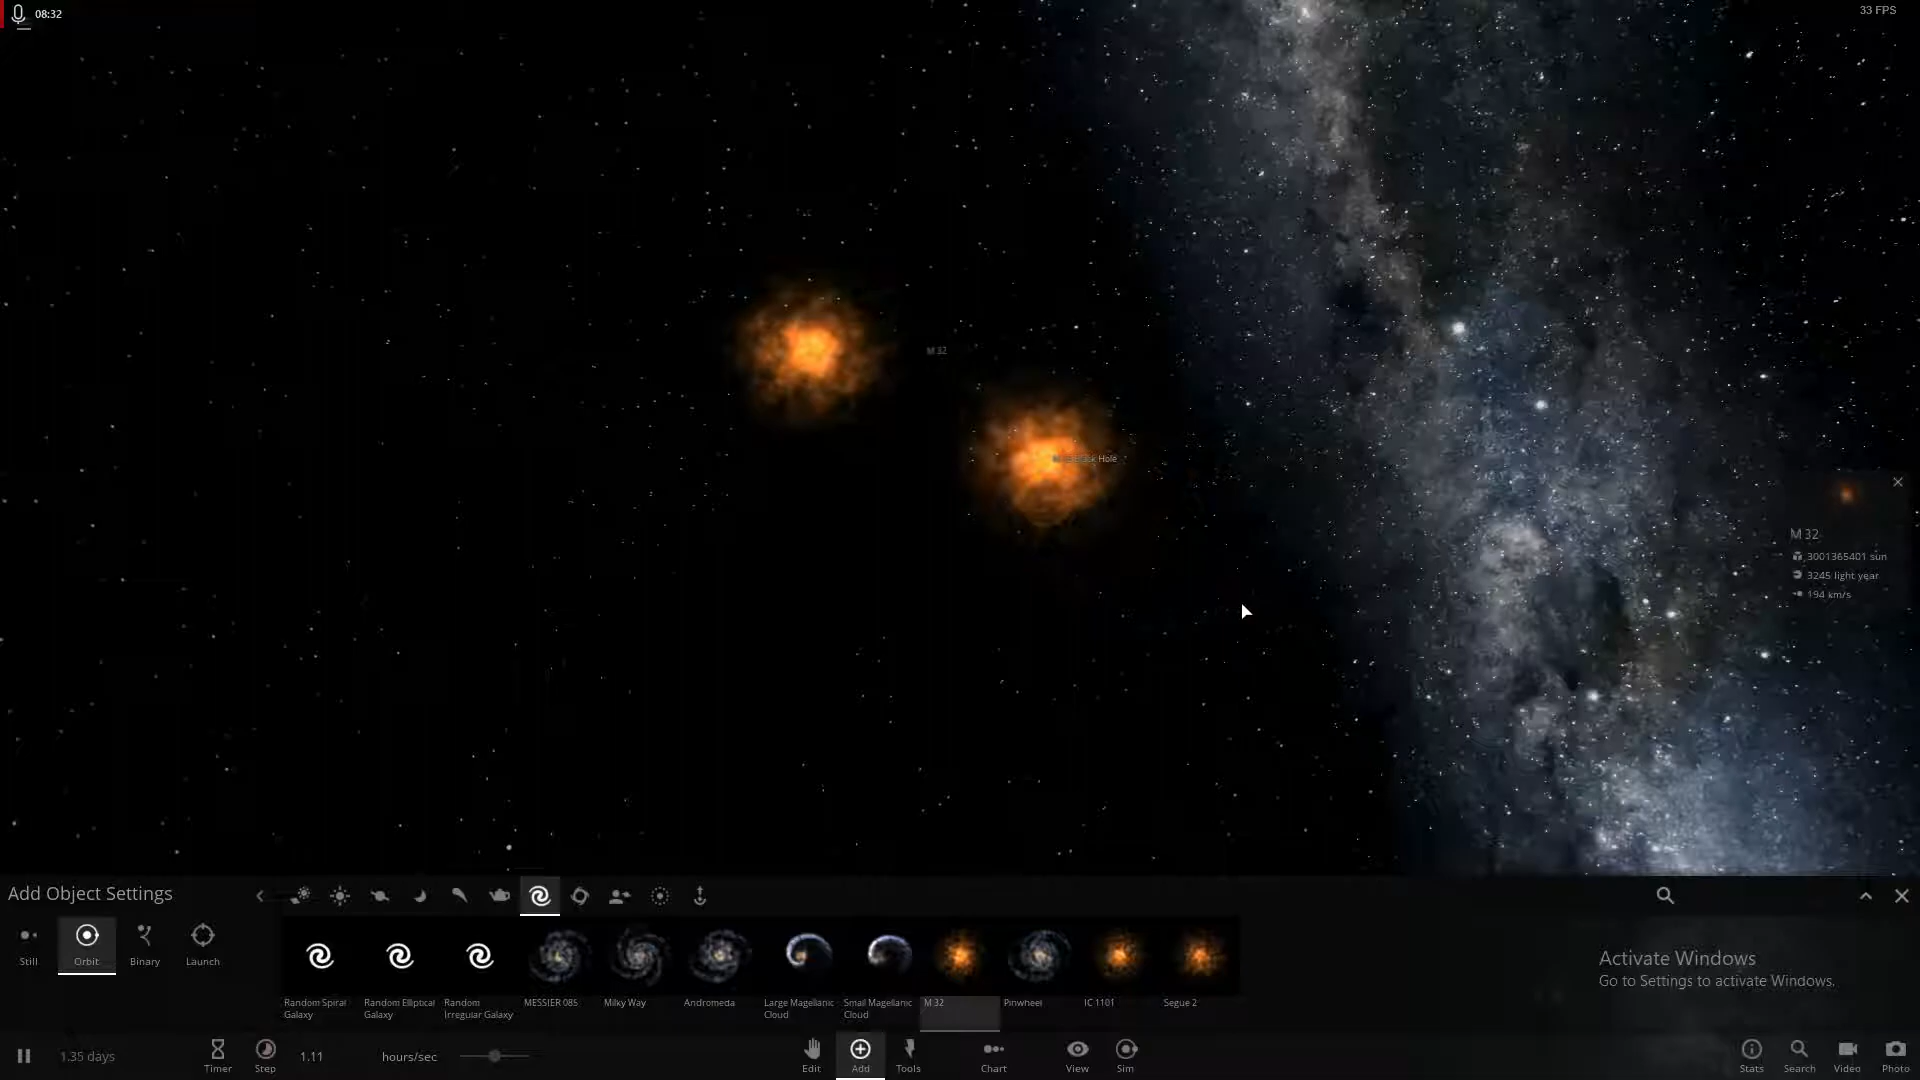 08:32
33 FPS
M 32
M 32
3001365401 sun
3245 light year
194 km/s
Add Object Settings
Still
Orbit
Binary
Launch
Random Spiral
Galaxy
Random Elliptical
Galaxy
Random
Irregular Galaxy
MESSIER 085
Milky Way
Andromeda
Large Magellanic
Cloud
Small Magellanic
Cloud
M 32
Pinwheel
IC 1101
Segue 2
Activate Windows
Go to Settings to activate Windows.
1.35 days
Timer
Step
1.11
hours/sec
Edit
Add
Tools
Chart
View
Sim
Stats
Search
Video
Photo